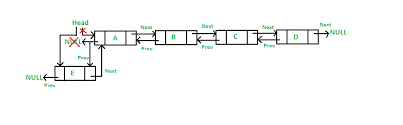 Head
Next Next Next Next
NULL A B C D NULL
Prev Prev Prev Prev
NULL E Next
Prev